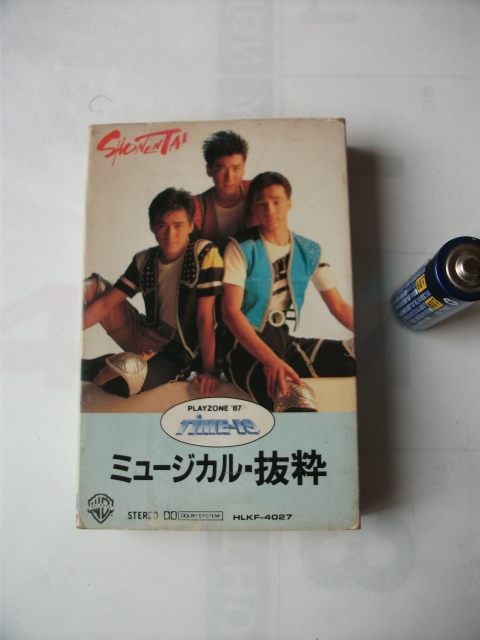 SHONENTAI
PLAYZONE '87
TIME-19
ミュージカル・抜粋
STEREO DOLBY SYSTEM HLKF-4027